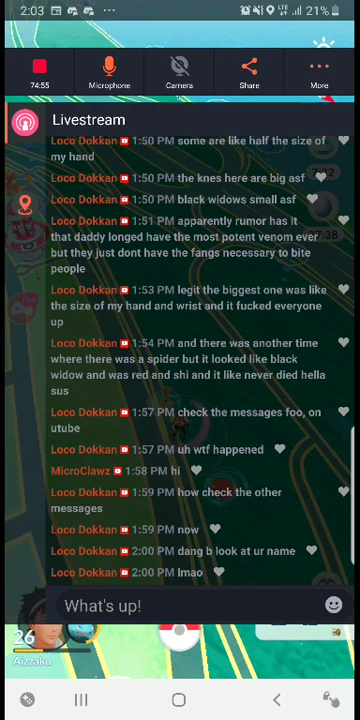 2:03 LTE 21%
74:55 Microphone Camera Share More
Livestream
Loco Dokkan 1:50 PM some are like half the size of
my hand
Loco Dokkan 1:50 PM the knes here are big asf
Loco Dokkan 1:50 PM black widows small asf
Loco Dokkan 1:51 PM apparently rumor has it
that daddy longed have the most potent venom ever
but they just dont have the fangs necessary to bite
people
Loco Dokkan 1:53 PM legit the biggest one was like
the size of my hand and wrist and it fucked everyone
up
Loco Dokkan 1:54 PM and there was another time
where there was a spider but it looked like black
widow and was red and shi and it like never died hella
sus
Loco Dokkan 1:57 PM check the messages foo, on
utube
Loco Dokkan 1:57 PM uh wtf happened
MicroClawz 1:58 PM hi
Loco Dokkan 1:59 PM how check the other
messages
Loco Dokkan 1:59 PM now
Loco Dokkan 2:00 PM dang b look at ur name
Loco Dokkan 2:00 PM lmao
What's up!
26
Aizzaku